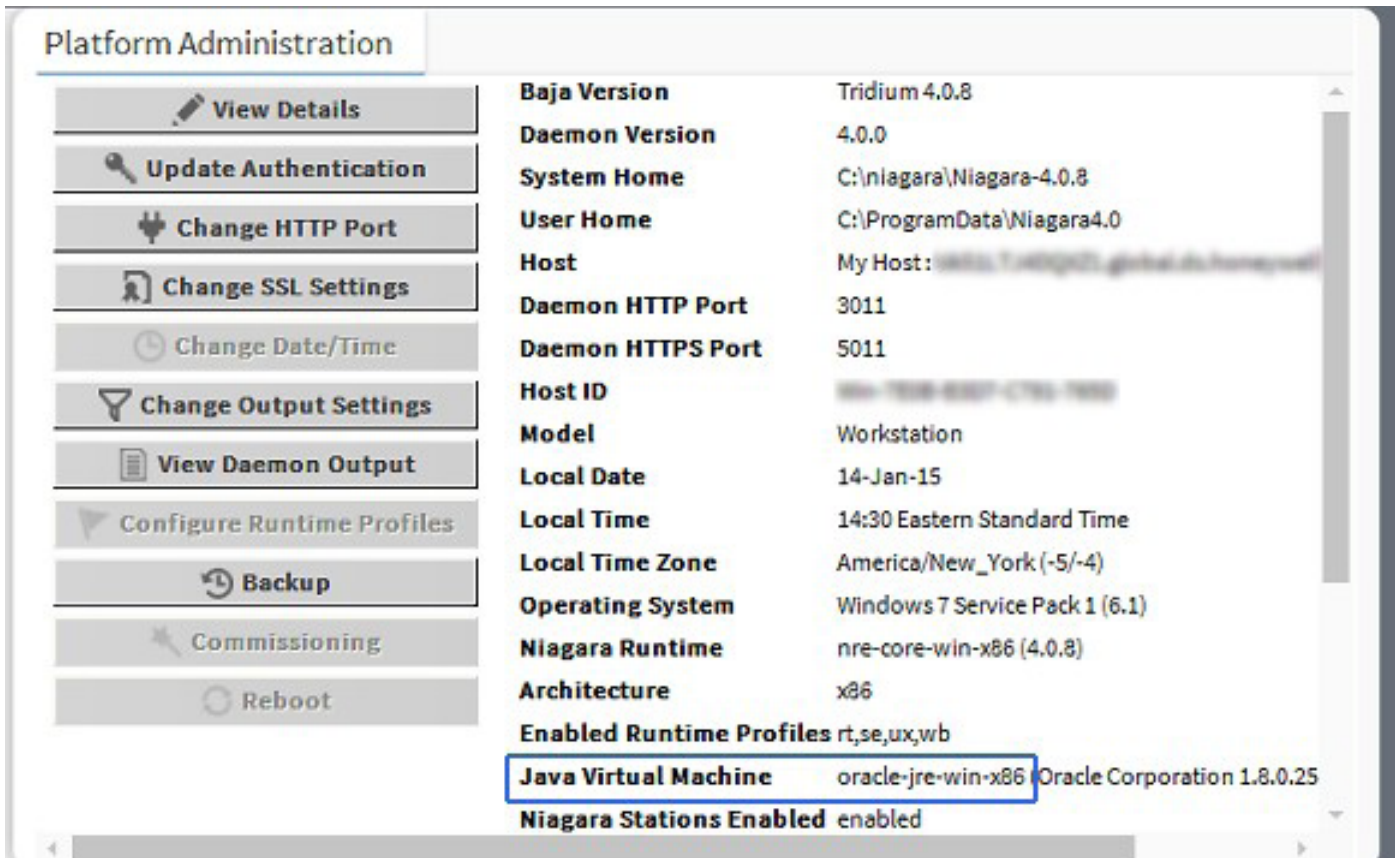 Platform Administration
View Details
Update Authentication
Change HTTP Port
Change SSL Settings
Change Date/Time
Change Output Settings
View Daemon Output
Configure Runtime Profiles
Backup
Commissioning
Reboot
Baja Version Tridium 4.0.8
Daemon Version 4.0.0
System Home C:\niagara\Niagara-4.0.8
User Home C:\ProgramData\Niagara4.0
Host My Host:
Daemon HTTP Port 3011
Daemon HTTPS Port 5011
Host ID
Model Workstation
Local Date 14-Jan-15
Local Time 14:30 Eastern Standard Time
Local Time Zone America/New_York (-5/-4)
Operating System Windows 7 Service Pack 1 (6.1)
Niagara Runtime nre-core-win-x86 (4.0.8)
Architecture x86
Enabled Runtime Profiles rt,se,ux,wb
Java Virtual Machine oracle-jre-win-x86 (Oracle Corporation 1.8.0.25
Niagara Stations Enabled enabled